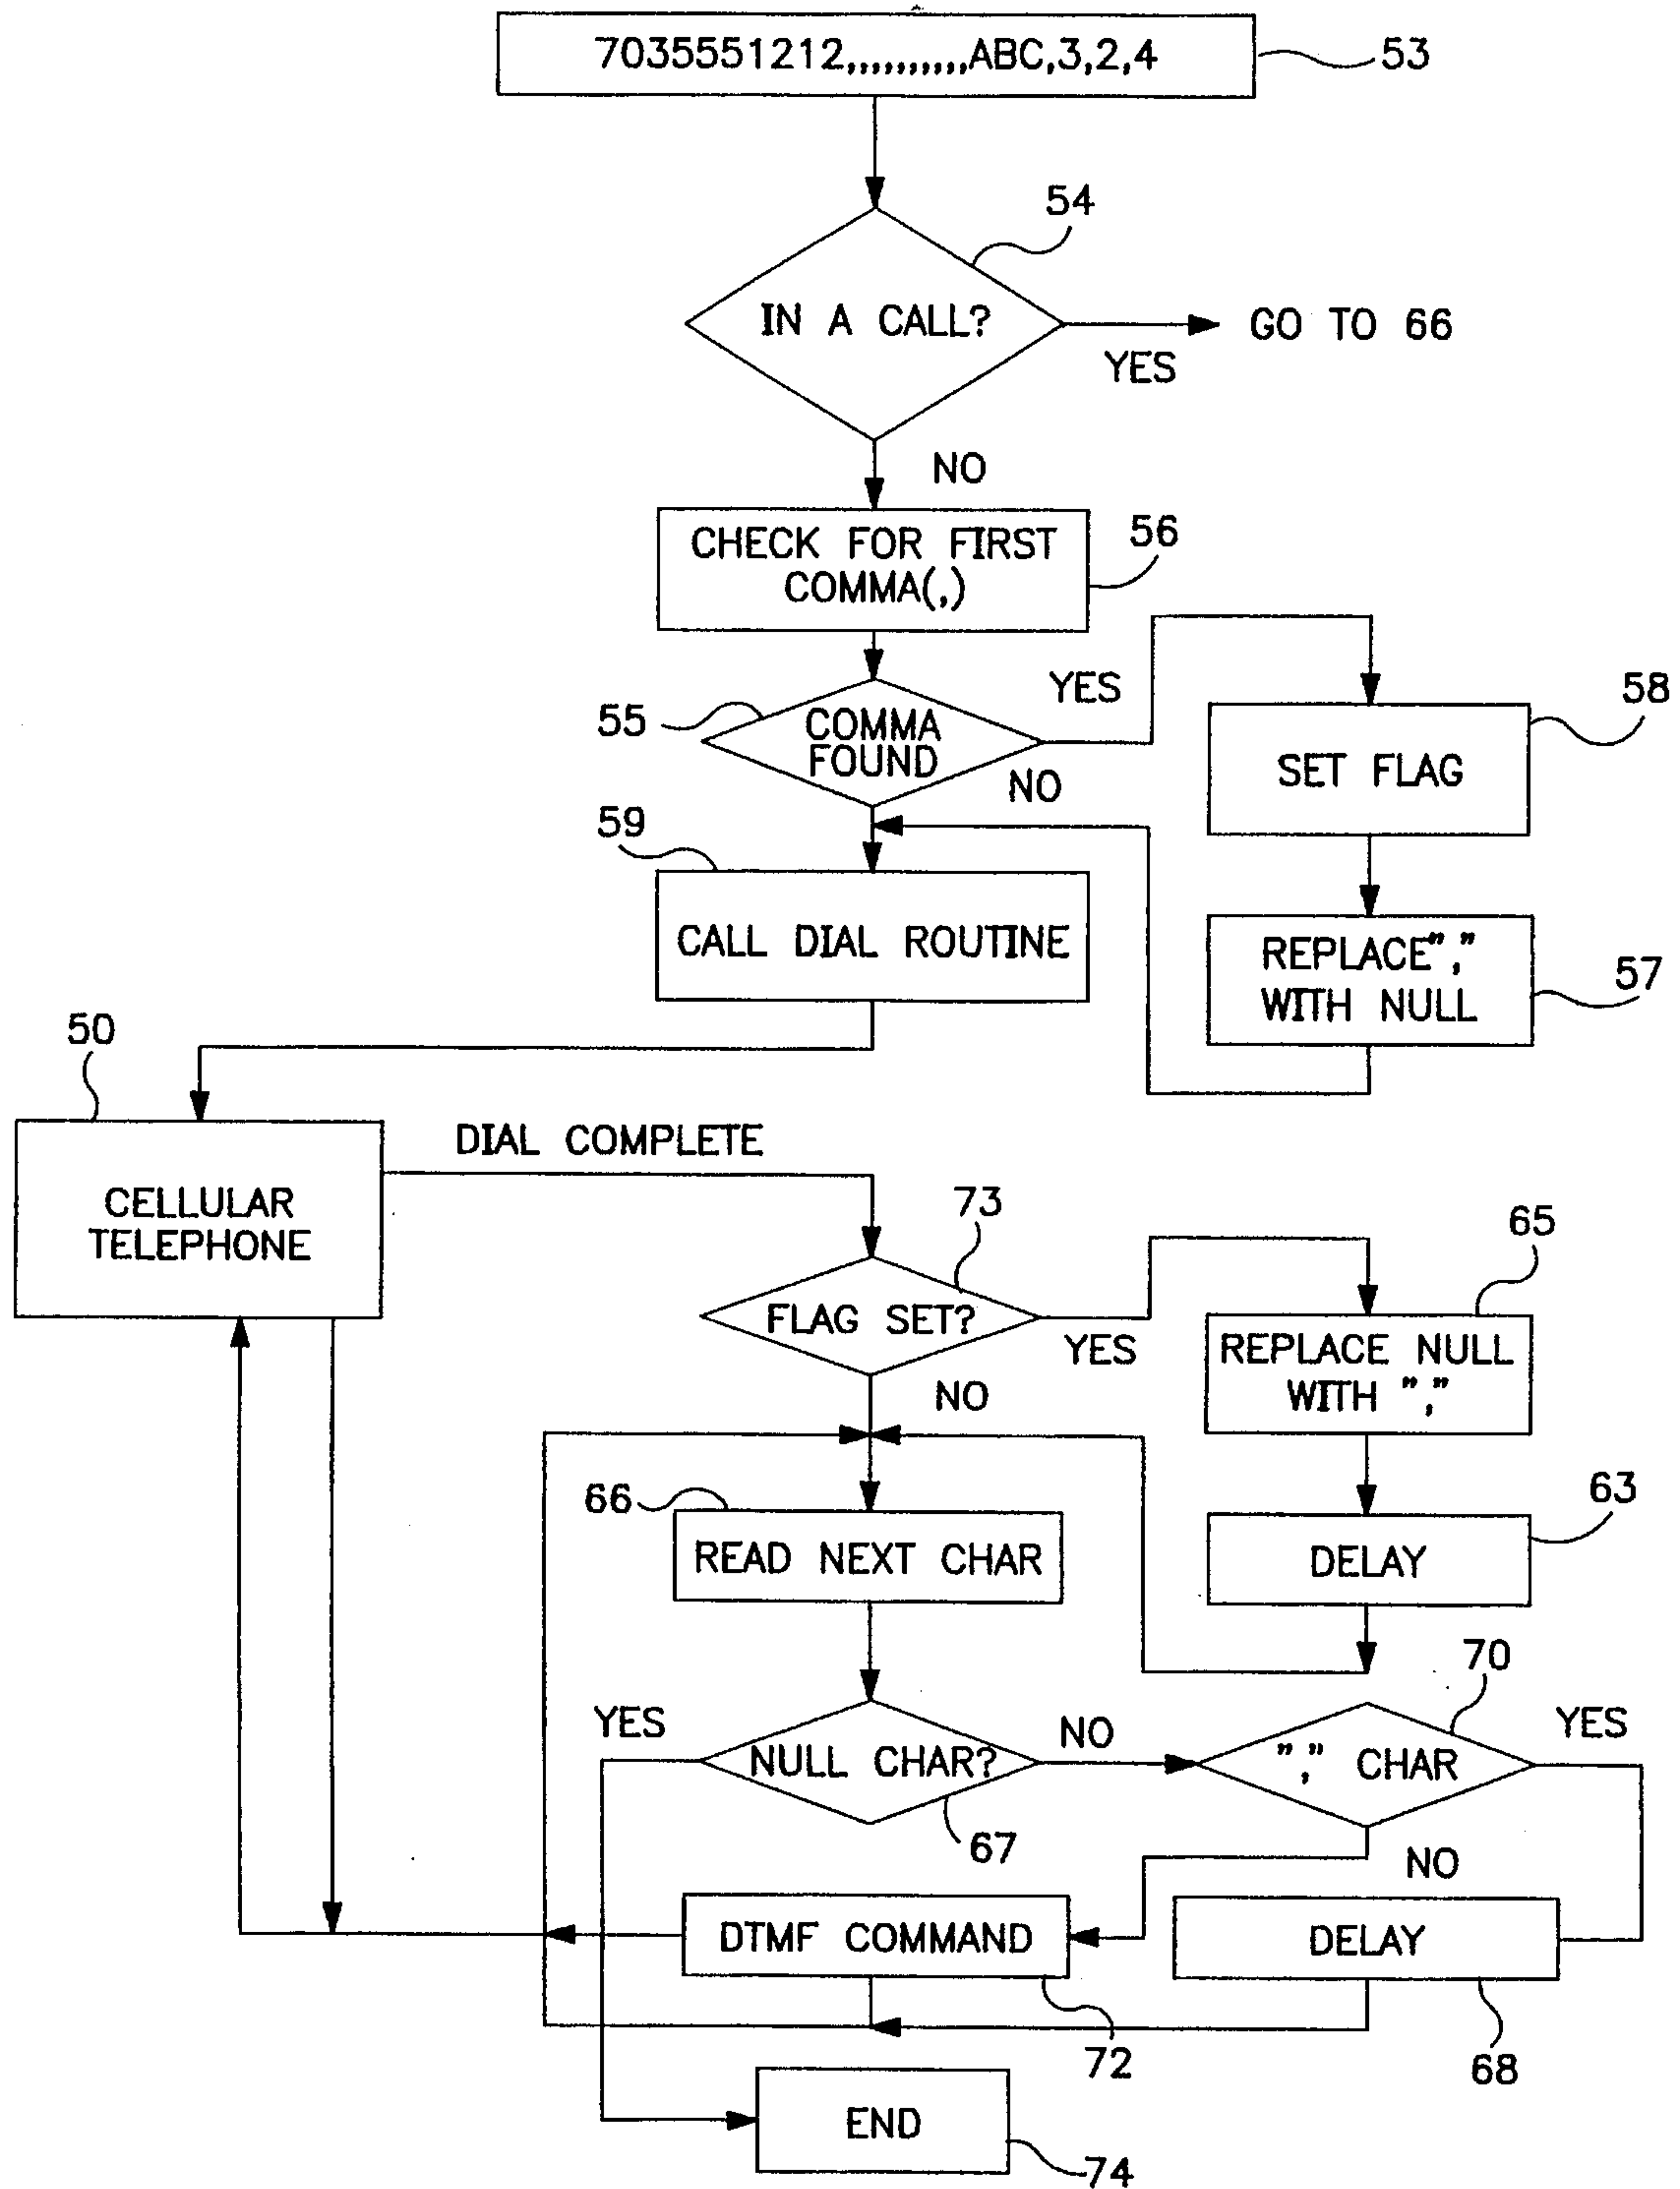 7035551212,,,,,,,,,,ABC,3,2,4
53
54
IN A CALL?
GO TO 66
YES
NO
CHECK FOR FIRST
COMMA(,)
56
YES
58
55
COMMA
FOUND
SET FLAG
NO
59
CALL DIAL ROUTINE
REPLACE","
WITH NULL
57
50
DIAL COMPLETE
CELLULAR
TELEPHONE
73
65
FLAG SET?
YES
REPLACE NULL
WITH ","
NO
66
63
READ NEXT CHAR
DELAY
70
YES
NO
YES
NULL CHAR?
"," CHAR
67
NO
DTMF COMMAND
DELAY
72
68
END
74